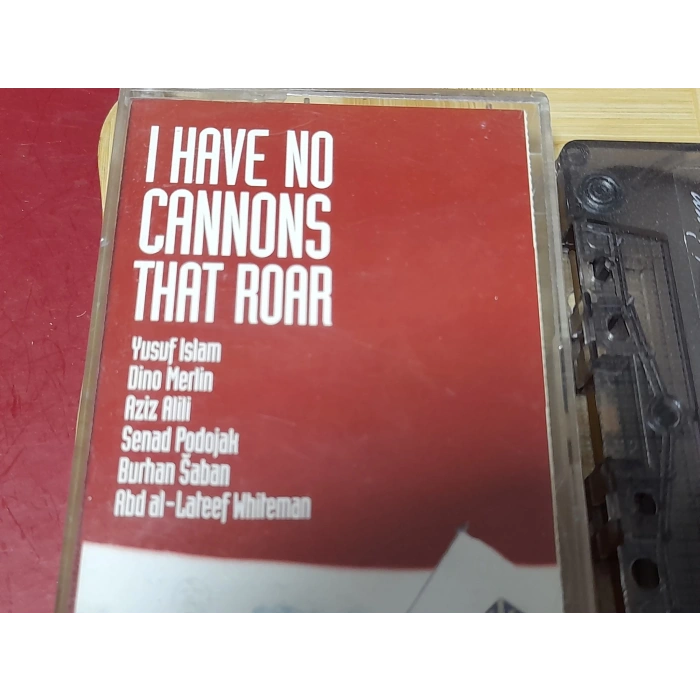 I HAVE NO
CANNONS
THAT ROAR
Yusuf Islam
Dino Merlin
Aziz Alili
Senad Podojak
Burhan Šaban
Abd al-Lateef Whiteman